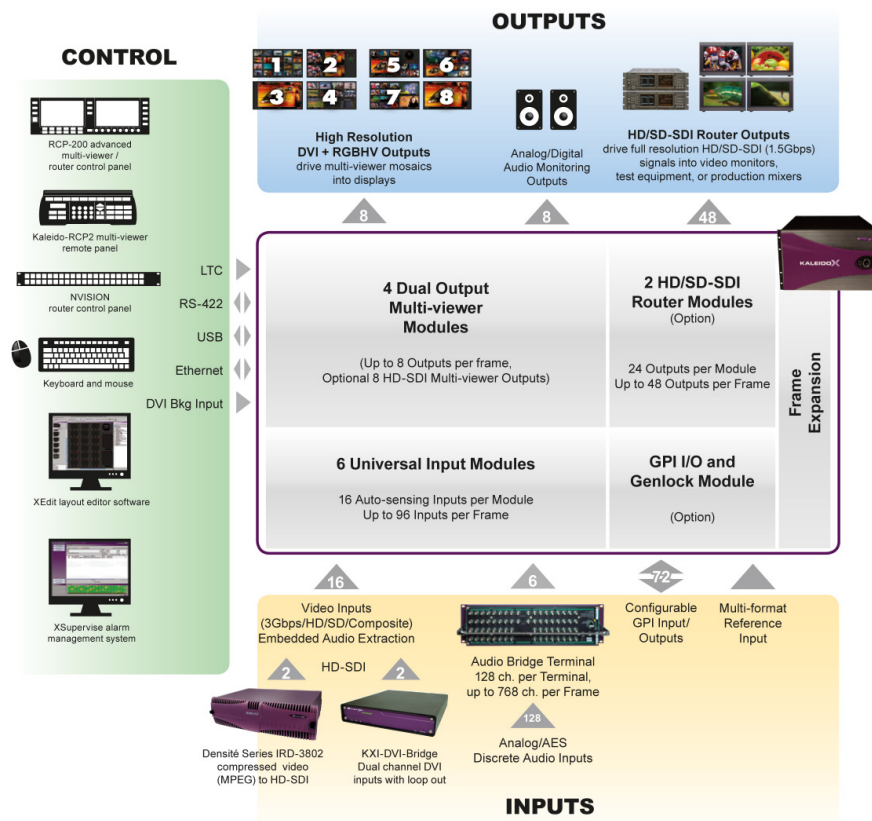 OUTPUTS
CONTROL
1
2
5
6
3
4
7
8
High Resolution
DVI + RGBHV Outputs
drive multi-viewer mosaics
into displays
Analog/Digital
Audio Monitoring
Outputs
HD/SD-SDI Router Outputs
drive full resolution HD/SD-SDI (1.5Gbps)
signals into video monitors,
test equipment, or production mixers
8
8
48
RCP-200 advanced
multi-viewer /
router control panel
Kaleido-RCP2 multi-viewer
remote panel
NVISION
router control panel
Keyboard and mouse
XEdit layout editor software
XSupervise alarm
management system
LTC
RS-422
USB
Ethernet
DVI Bkg Input
KALEIDOX
4 Dual Output
Multi-viewer
Modules
(Up to 8 Outputs per frame,
Optional 8 HD-SDI Multi-viewer Outputs)
2 HD/SD-SDI
Router Modules
(Option)
24 Outputs per Module
Up to 48 Outputs per Frame
Frame
Expansion
6 Universal Input Modules
16 Auto-sensing Inputs per Module
Up to 96 Inputs per Frame
GPI I/O and
Genlock Module
(Option)
16
6
72
Video Inputs
(3Gbps/HD/SD/Composite)
Embedded Audio Extraction
HD-SDI
2
2
Densité Series IRD-3802
compressed video
(MPEG) to HD-SDI
KXI-DVI-Bridge
Dual channel DVI
inputs with loop out
Audio Bridge Terminal
128 ch. per Terminal,
up to 768 ch. per Frame
128
Analog/AES
Discrete Audio Inputs
Configurable
GPI Input/
Outputs
Multi-format
Reference
Input
INPUTS